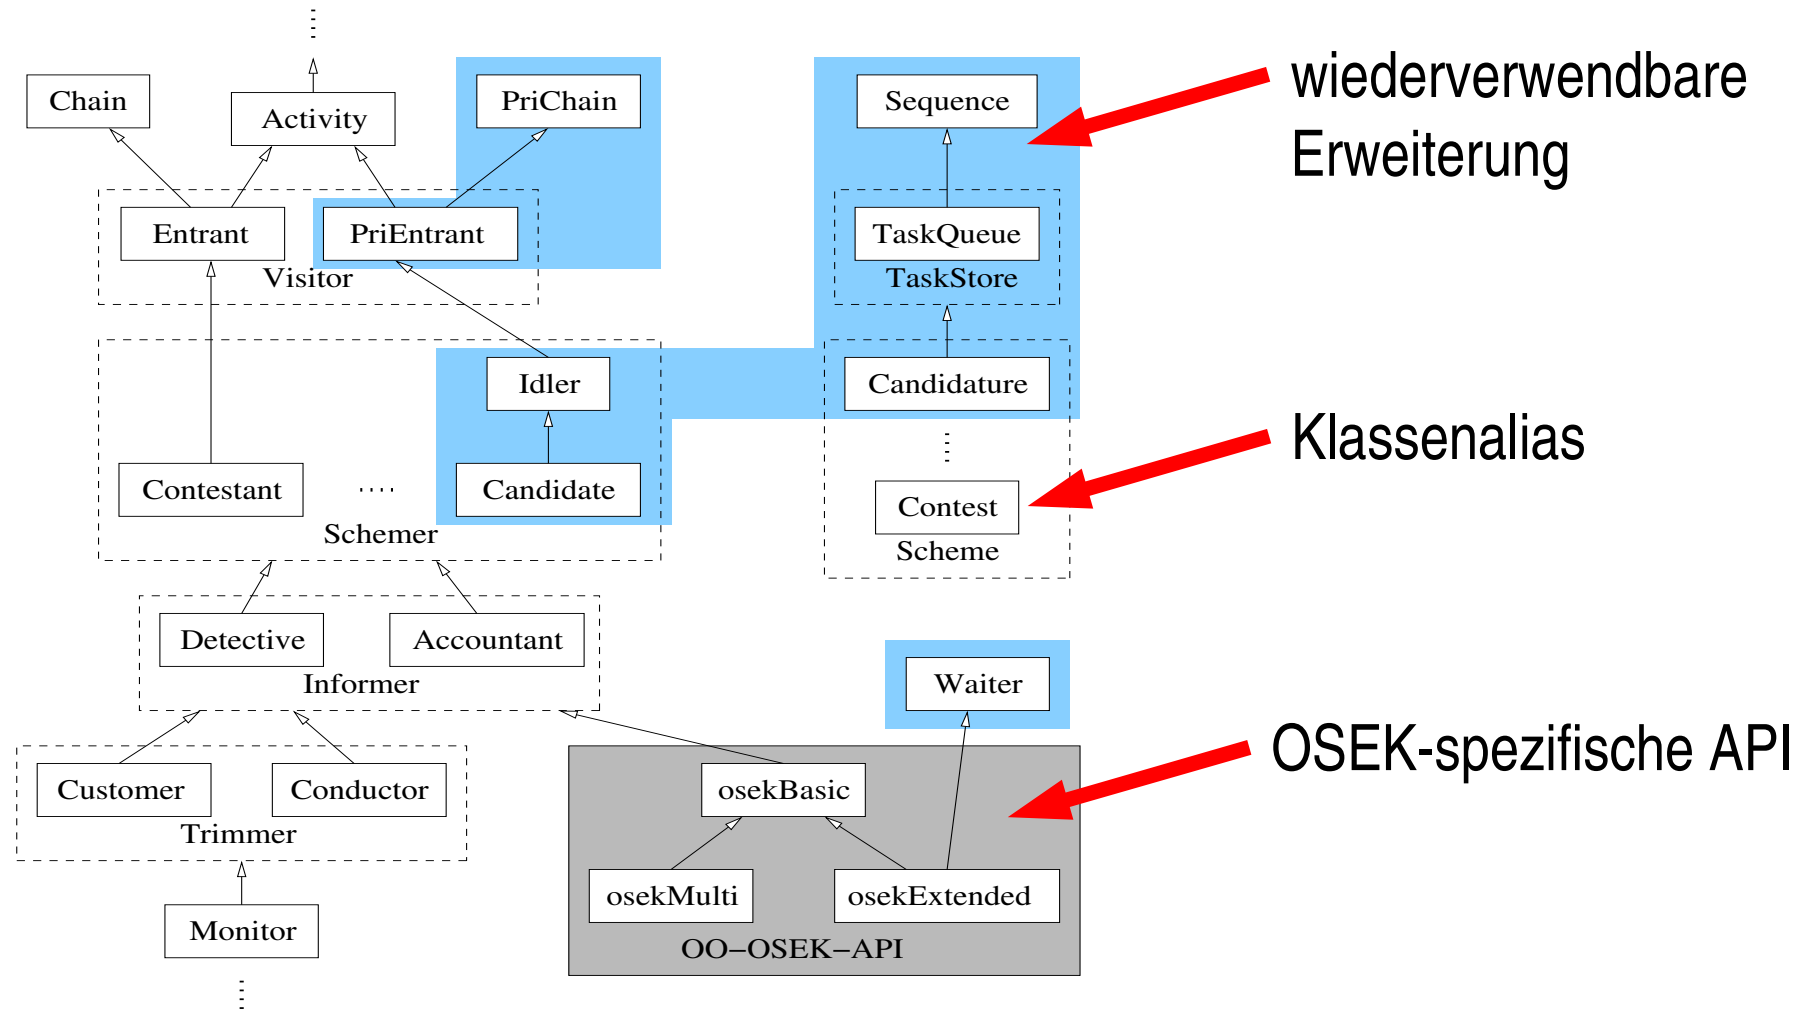 Chain
Activity
PriChain
Sequence
wiederverwendbare
Erweiterung
Entrant
PriEntrant
Visitor
TaskQueue
TaskStore
Idler
Candidature
Klassenalias
Contestant
Candidate
Schemer
Contest
Scheme
Detective
Accountant
Informer
Waiter
OSEK-spezifische API
Customer
Conductor
Trimmer
osekBasic
osekMulti
osekExtended
OO−OSEK−API
Monitor